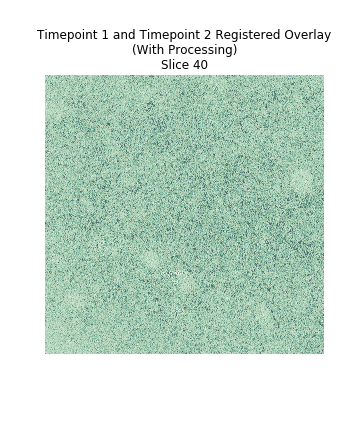 Timepoint 1 and Timepoint 2 Registered Overlay
(With Processing)
Slice 40